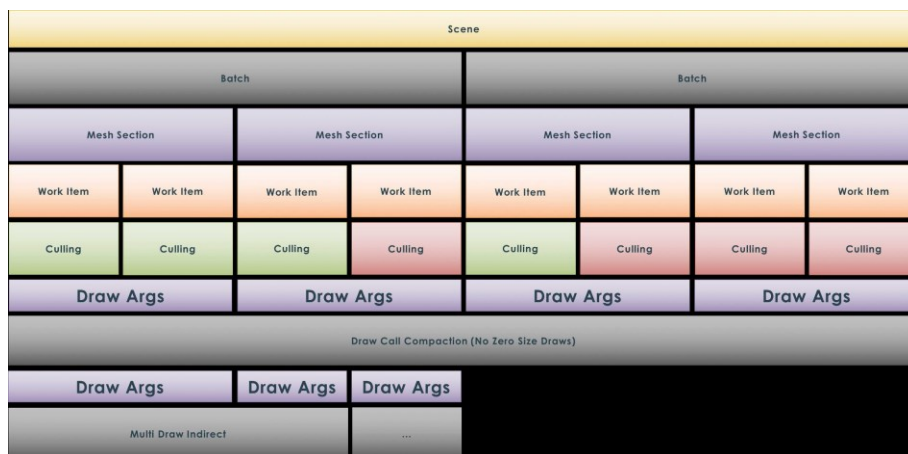 Scene
Batch Batch
Mesh Section Mesh Section Mesh Section Mesh Section
Work Item Work Item Work Item Work Item Work Item Work Item Work Item Work Item
Culling Culling Culling Culling Culling Culling Culling Culling
Draw Args Draw Args Draw Args Draw Args
Draw Call Compaction (No Zero Size Draws)
Draw Args Draw Args Draw Args
Multi Draw Indirect ...